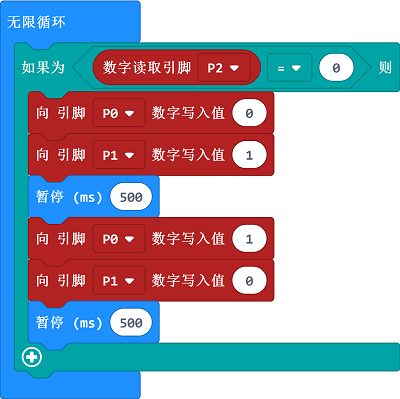 无限循环
如果为 数字读取引脚 P2 = 0 则
向 引脚 P0 数字写入值 0
向 引脚 P1 数字写入值 1
暂停 (ms) 500
向 引脚 P0 数字写入值 1
向 引脚 P1 数字写入值 0
暂停 (ms) 500